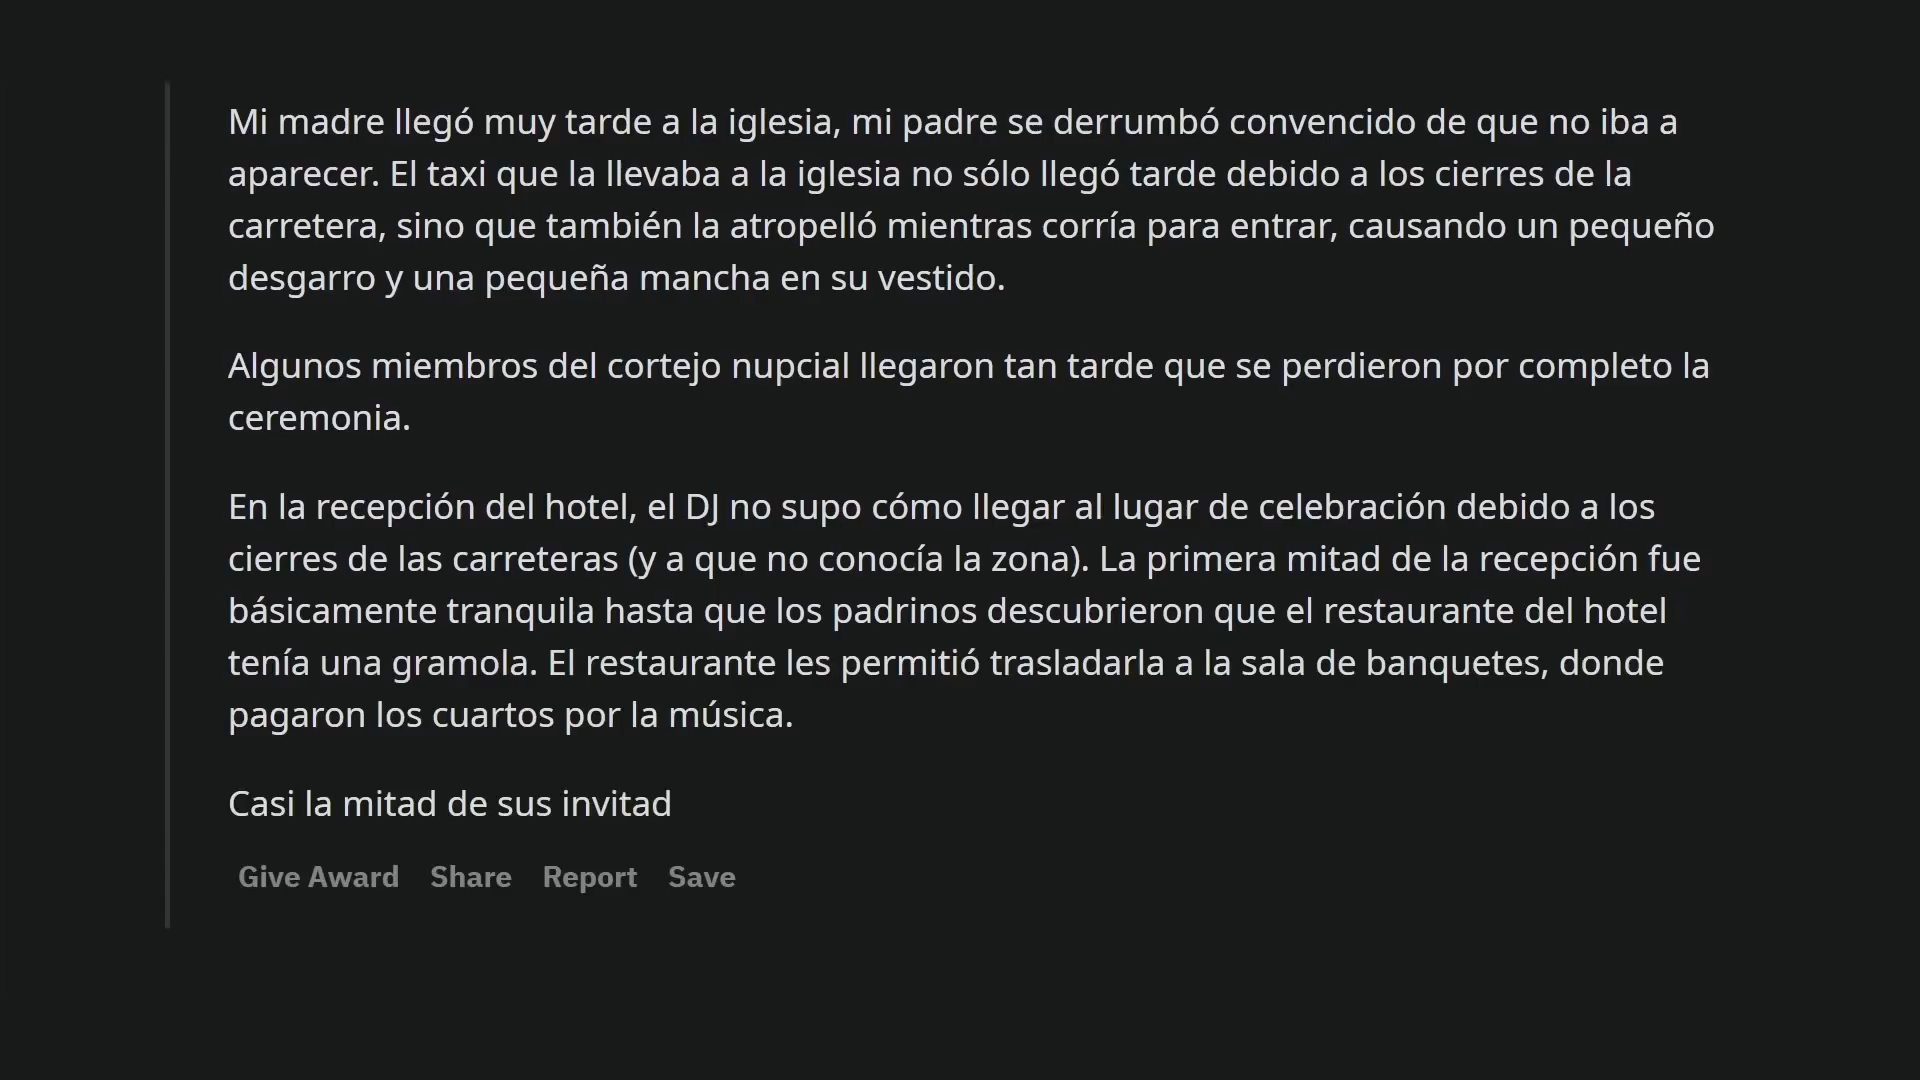 Mi madre llegó muy tarde a la iglesia, mi padre se derrumbó convencido de que no iba a
aparecer. El taxi que la llevaba a la iglesia no sólo llegó tarde debido a los cierres de la
carretera, sino que también la atropelló mientras corría para entrar, causando un pequeño
desgarro y una pequeña mancha en su vestido.
Algunos miembros del cortejo nupcial llegaron tan tarde que se perdieron por completo la
ceremonia.
En la recepción del hotel, el DJ no supo cómo llegar al lugar de celebración debido a los
cierres de las carreteras (y a que no conocía la zona). La primera mitad de la recepción fue
básicamente tranquila hasta que los padrinos descubrieron que el restaurante del hotel
tenía una gramola. El restaurante les permitió trasladarla a la sala de banquetes, donde
pagaron los cuartos por la música.
Casi la mitad de sus invitad
Give Award Share Report Save